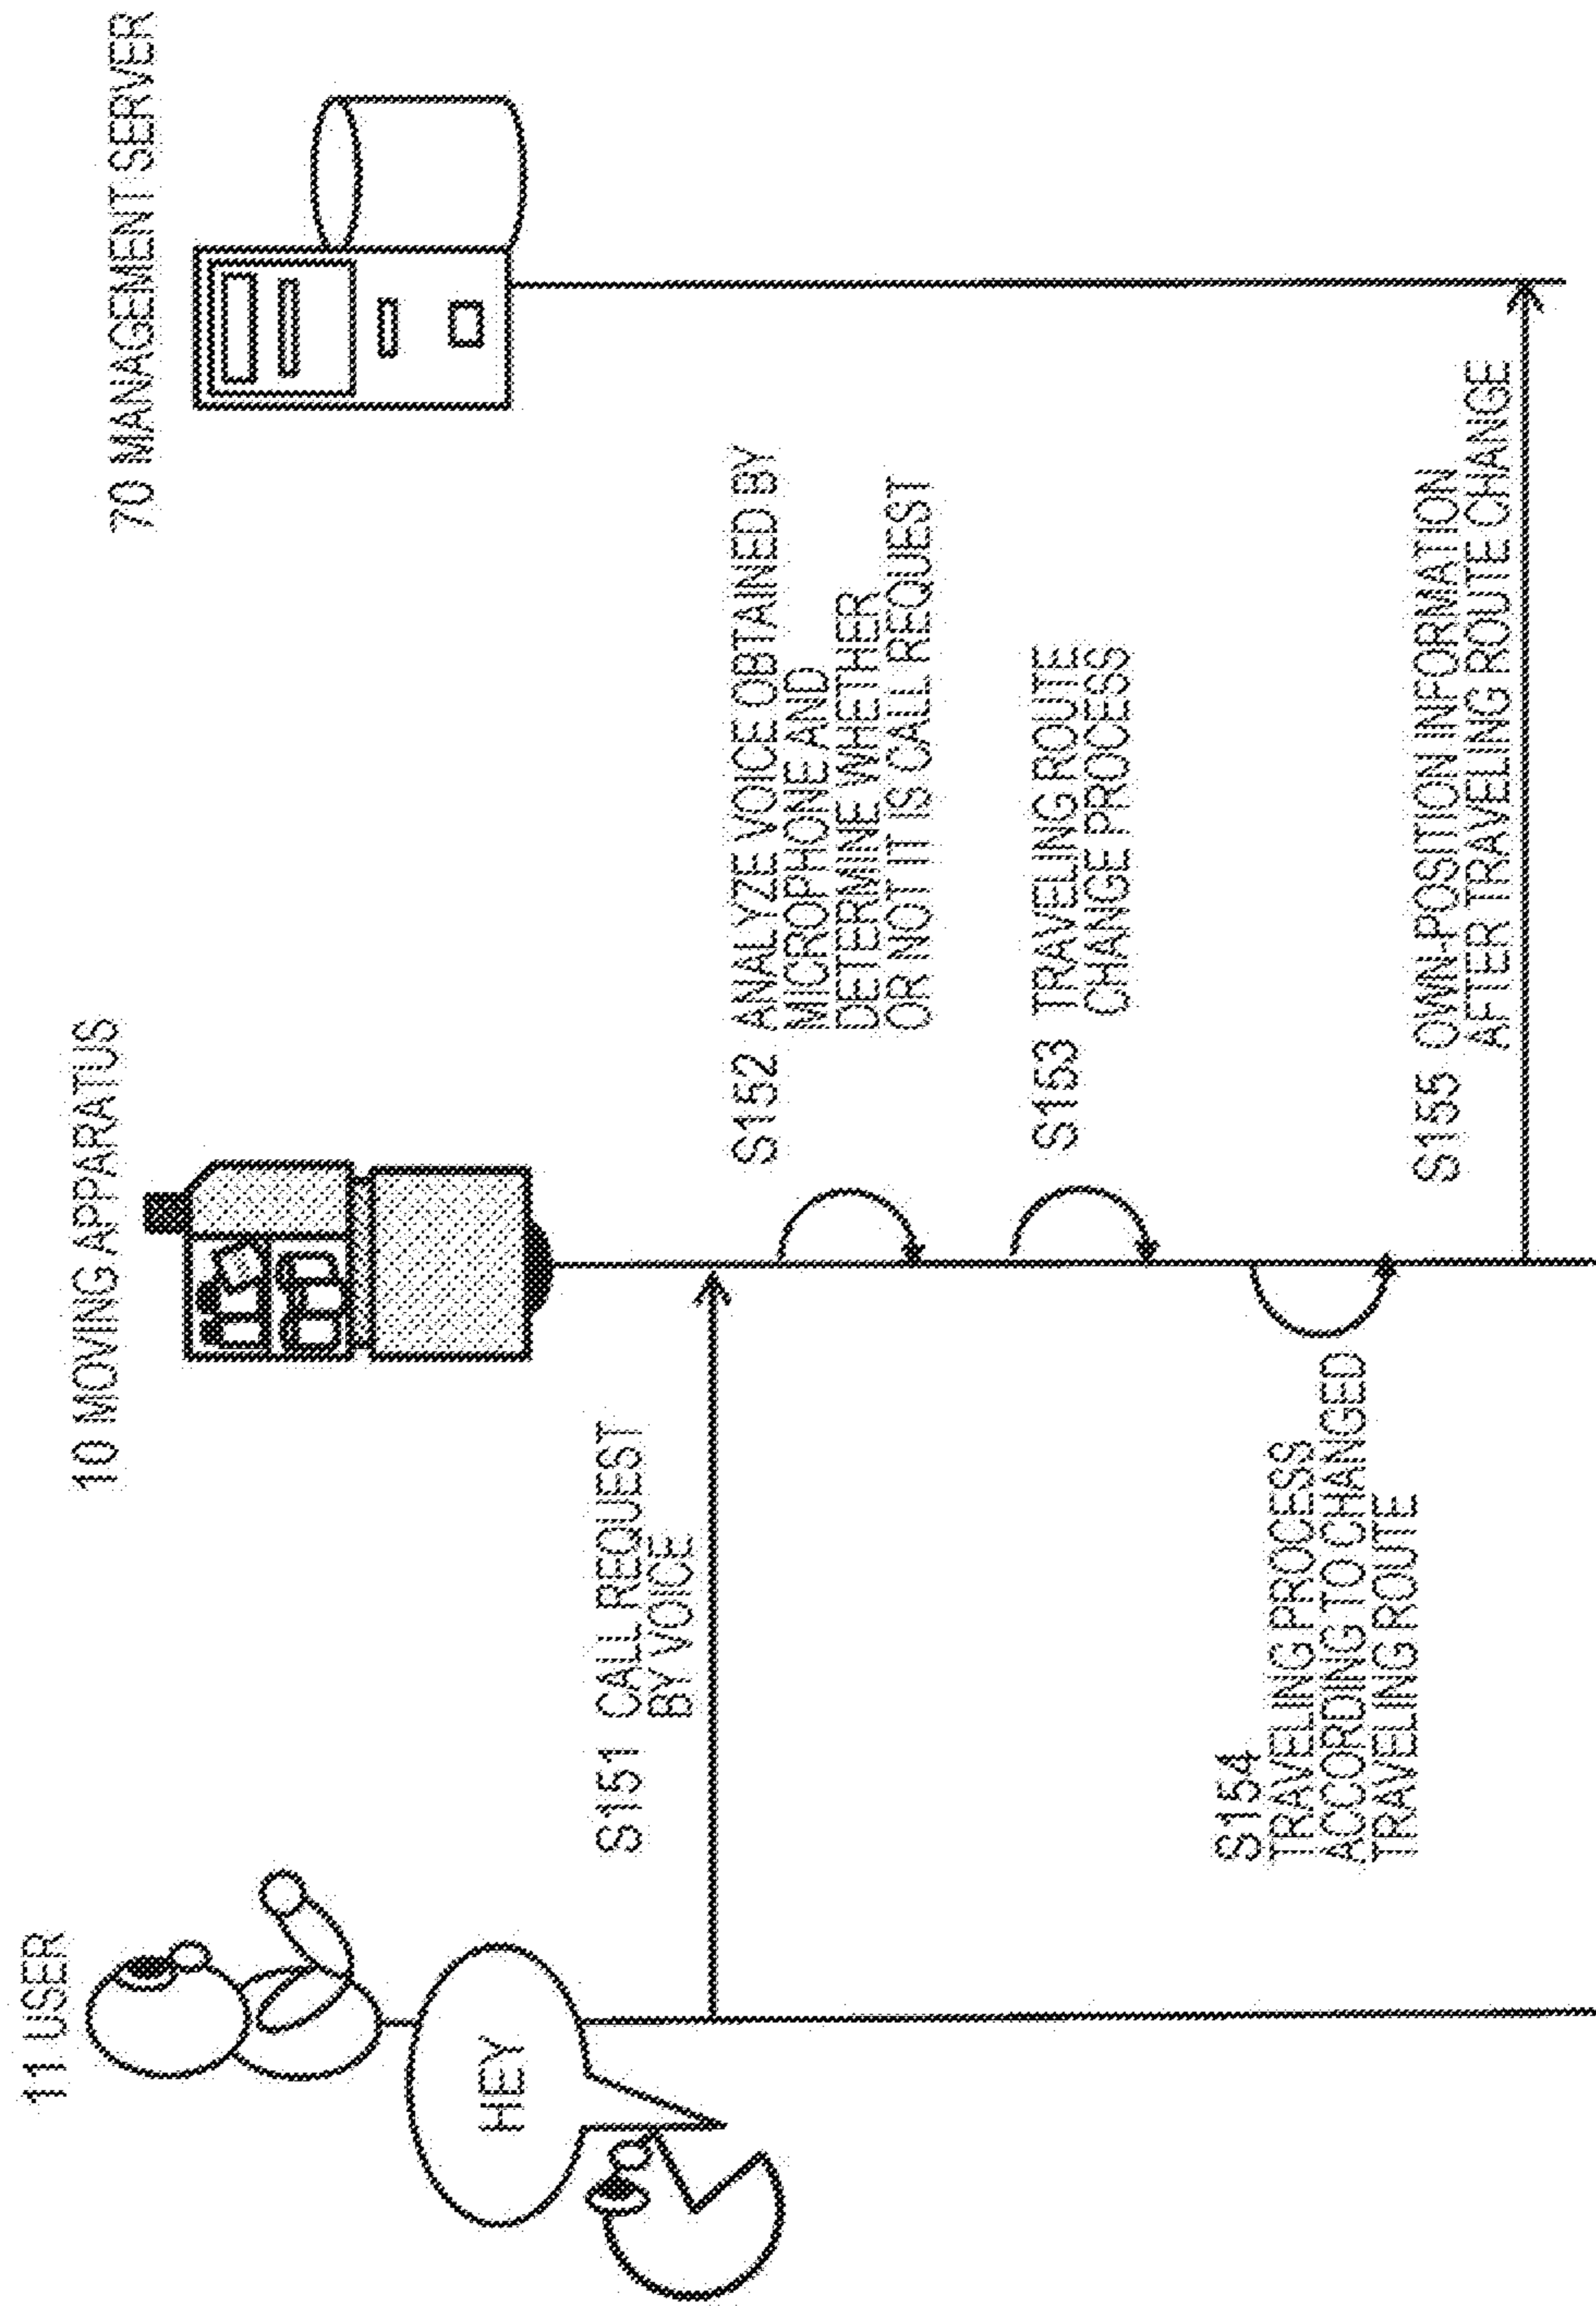 11 USER
10 MOVING APPARATUS
70 MANAGEMENT SERVER
HEY
S151 CALL REQUEST
BY VOICE
S152 ANALYZE VOICE OBTAINED BY
MICROPHONE AND
DETERMINE WHETHER
OR NOT IT IS CALL REQUEST
S153 TRAVELING ROUTE
CHANGE PROCESS
S154
TRAVELING PROCESS
ACCORDING TO CHANGED
TRAVELING ROUTE
S155 OWN-POSITION INFORMATION
AFTER TRAVELING ROUTE CHANGE